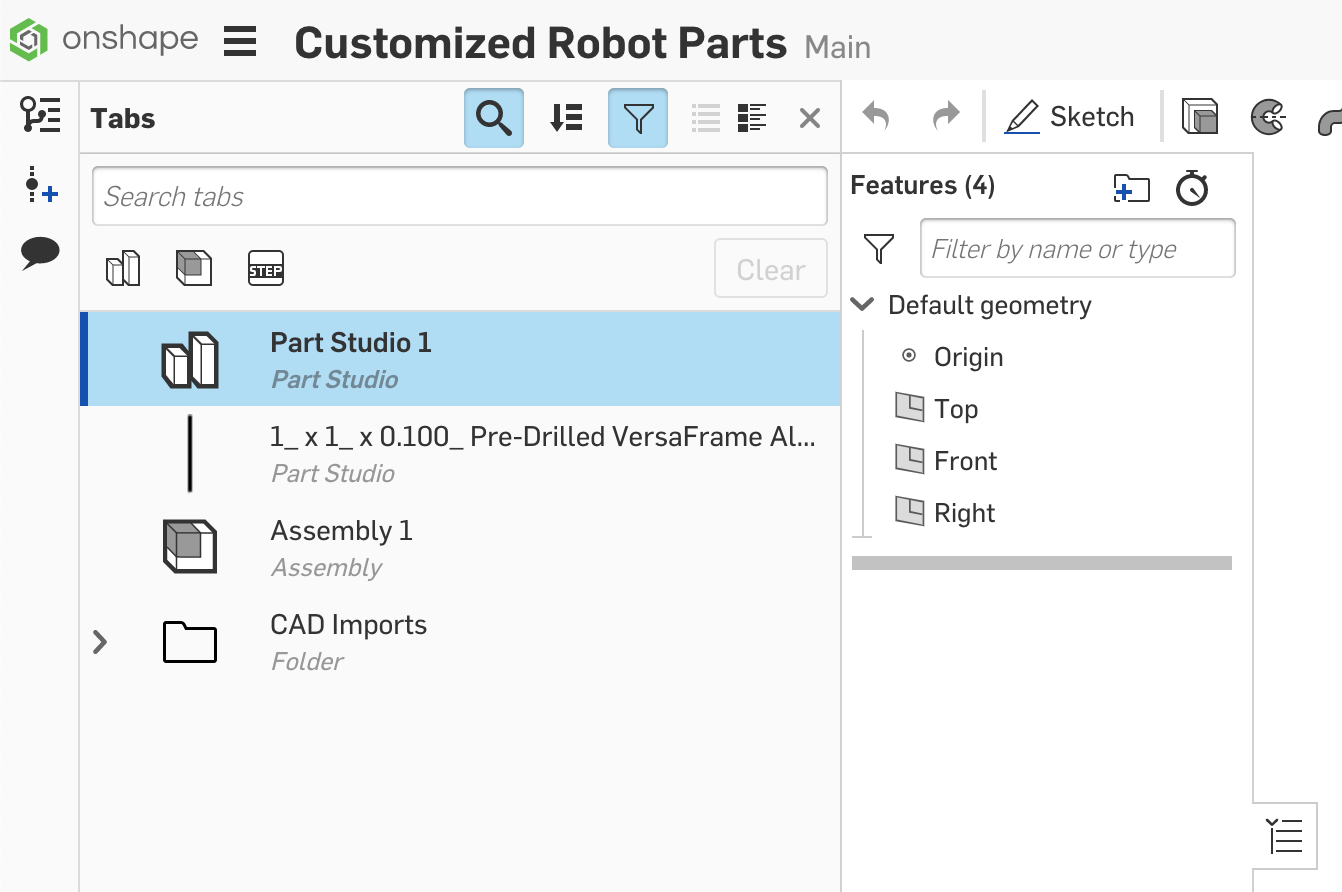 onshape Customized Robot Parts Main
Tabs
Search tabs
STEP
Clear
Part Studio 1
Part Studio
1_ x 1_ x 0.100_ Pre-Drilled VersaFrame Al...
Part Studio
Assembly 1
Assembly
CAD Imports
Folder
Sketch
Features (4)
Filter by name or type
Default geometry
Origin
Top
Front
Right